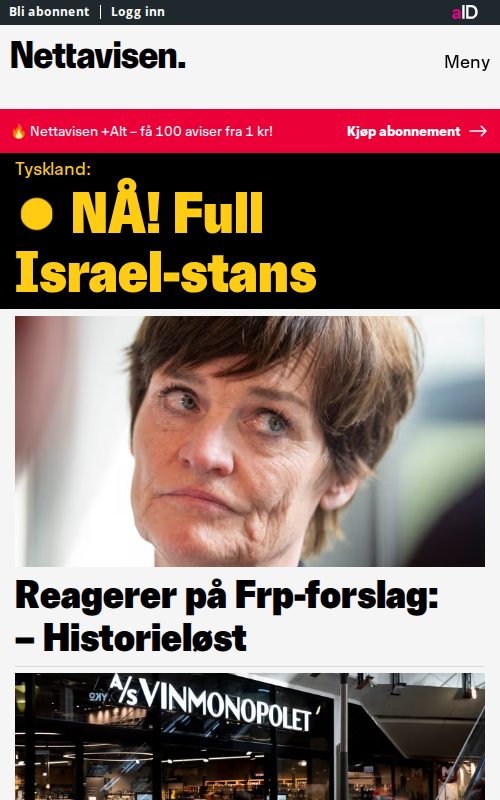 Bli abonnent | Logg inn
aID
Nettavisen.
Meny
🔥 Nettavisen +Alt – få 100 aviser fra 1 kr!
Kjøp abonnement →
Tyskland:
● NÅ! Full
Israel-stans
Reagerer på Frp-forslag:
– Historieløst
A/S VINMONOPOLET